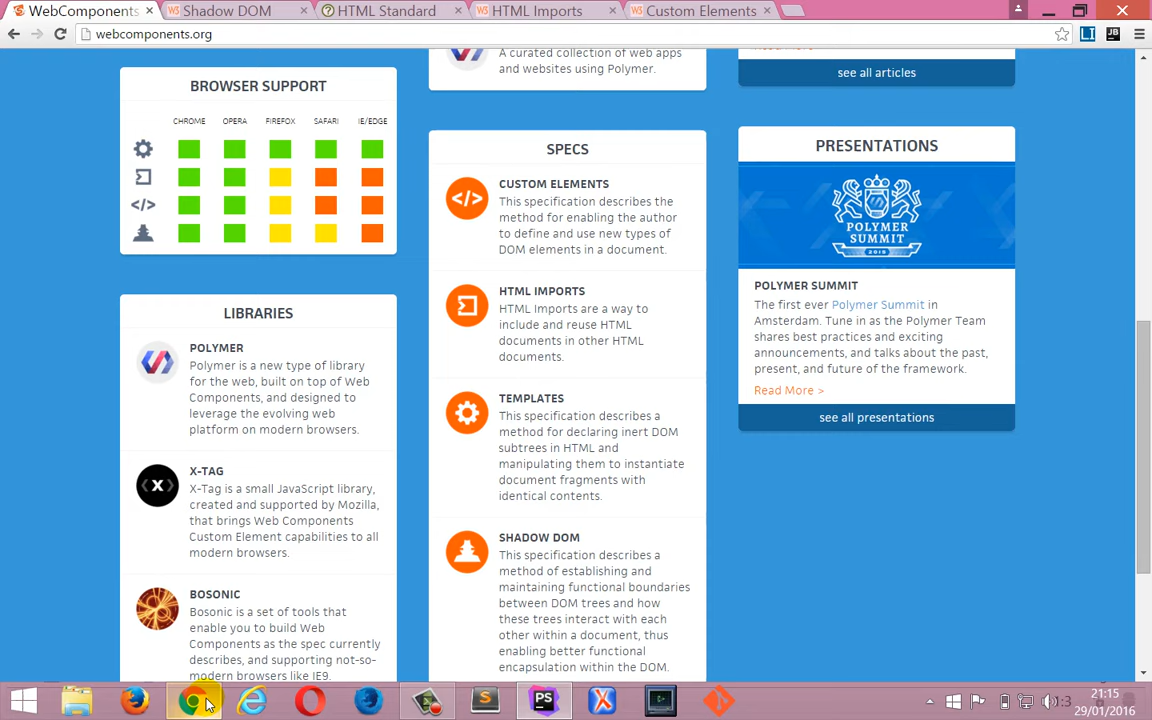 WebComponents
Shadow DOM
HTML Standard
HTML Imports
Custom Elements
webcomponents.org
BROWSER SUPPORT
CHROME OPERA FIREFOX SAFARI IE/EDGE
LIBRARIES
POLYMER
Polymer is a new type of library
for the web, built on top of Web
Components, and designed to
leverage the evolving web
platform on modern browsers.
X-TAG
X-Tag is a small JavaScript library,
created and supported by Mozilla,
that brings Web Components
Custom Element capabilities to all
modern browsers.
BOSONIC
Bosonic is a set of tools that
enable you to build Web
Components as the spec currently
describes, and supporting not-so-
modern browsers like IE9.
A curated collection of web apps
and websites using Polymer.
SPECS
CUSTOM ELEMENTS
This specification describes the
method for enabling the author
to define and use new types of
DOM elements in a document.
HTML IMPORTS
HTML Imports are a way to
include and reuse HTML
documents in other HTML
documents.
TEMPLATES
This specification describes a
method for declaring inert DOM
subtrees in HTML and
manipulating them to instantiate
document fragments with
identical contents.
SHADOW DOM
This specification describes a
method of establishing and
maintaining functional boundaries
between DOM trees and how
these trees interact with each
other within a document, thus
enabling better functional
encapsulation within the DOM.
see all articles
PRESENTATIONS
POLYMER
SUMMIT
2015
POLYMER SUMMIT
The first ever Polymer Summit in
Amsterdam. Tune in as the Polymer Team
shares best practices and exciting
announcements, and talks about the past,
present, and future of the framework.
Read More >
see all presentations
21:15
29/01/2016